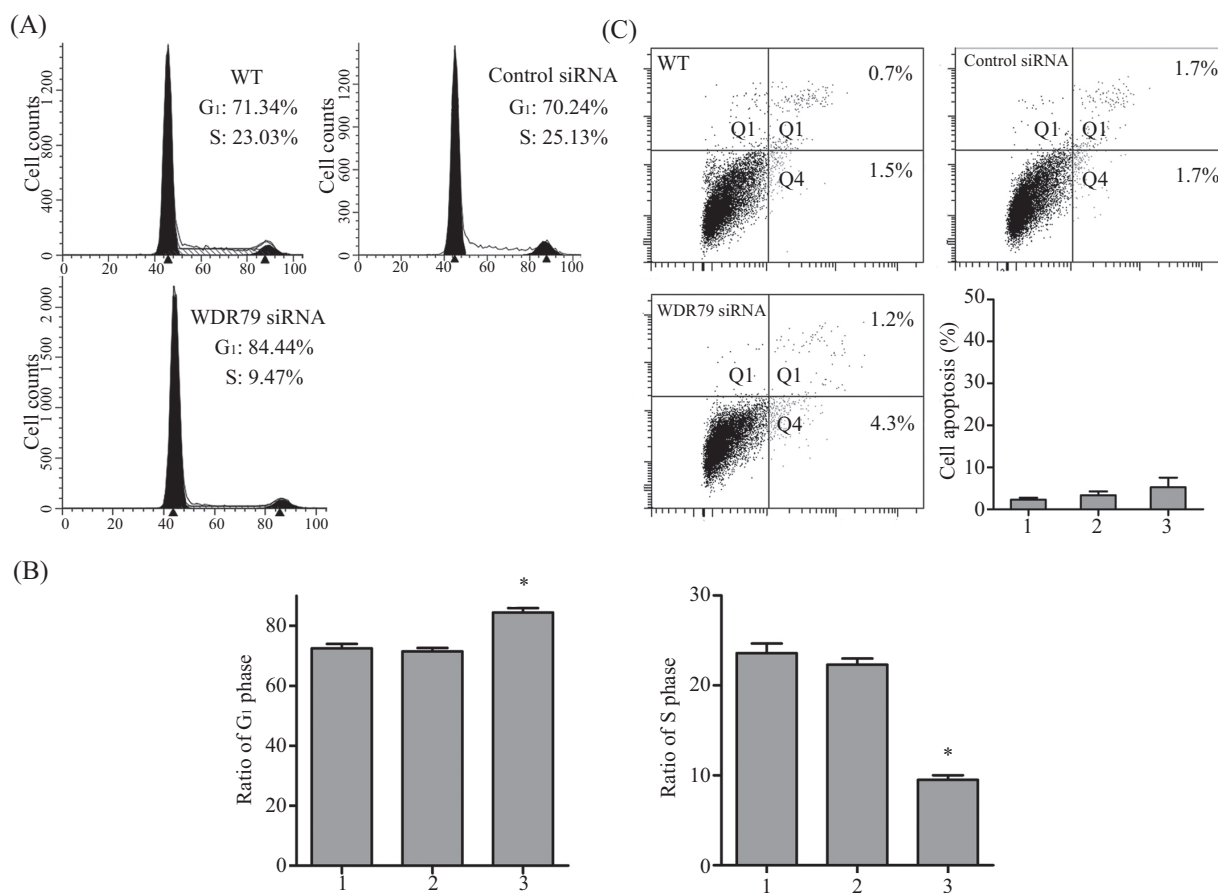 (A)
WT
G1: 71.34%
S: 23.03%
Cell counts
1 200
800
400
0
0 20 40 60 80 100
Control siRNA
G1: 70.24%
S: 25.13%
Cell counts
1200
900
600
300
0
0 20 40 60 80 100
WDR79 siRNA
G1: 84.44%
S: 9.47%
Cell counts
2 000
1 500
1 000
500
0
0 20 40 60 80 100
(C)
WT
0.7%
Q1 Q1
Q4
1.5%
Control siRNA
1.7%
Q1 Q1
Q4
1.7%
WDR79 siRNA
1.2%
Q1 Q1
Q4
4.3%
Cell apoptosis (%)
50
40
30
20
10
0
1 2 3
(B)
Ratio of G1 phase
80
60
40
20
0
*
1 2 3
Ratio of S phase
30
20
10
0
*
1 2 3